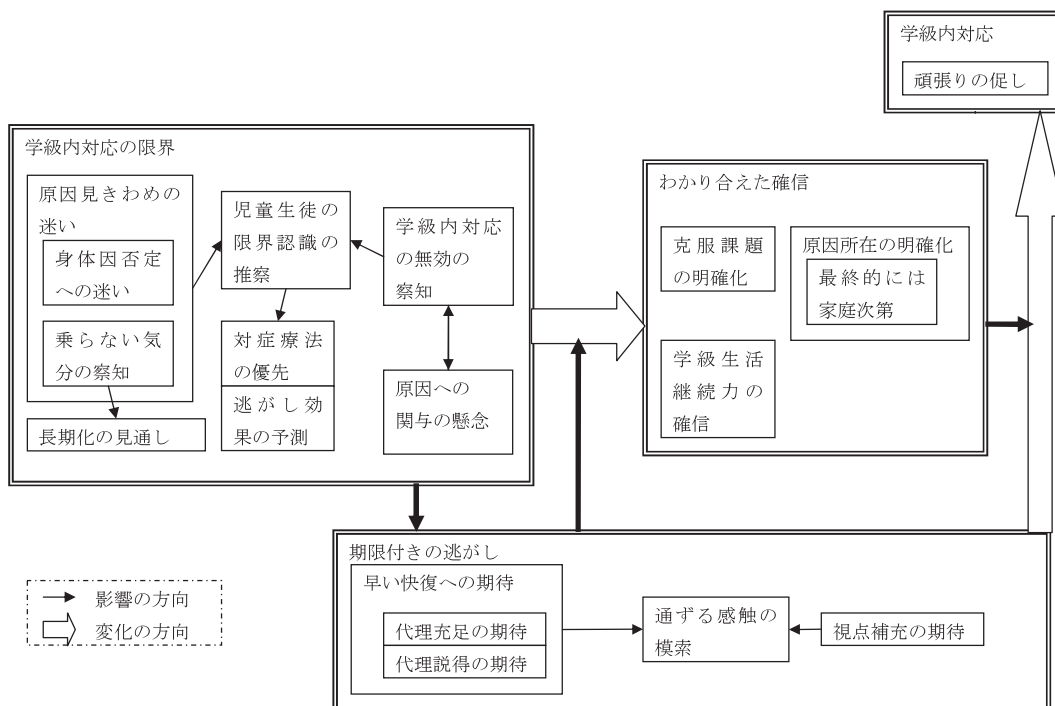 学級内対応
頑張りの促し
学級内対応の限界
原因見きわめの
迷い
身体因否定
への迷い
乗らない気
分の察知
長期化の見通し
児童生徒の
限界認識の
推察
対症療法
の優先
逃がし効
果の予測
学級内対応
の無効の
察知
原因への
関与の懸念
わかり合えた確信
克服課題
の明確化
学級生活
継続力の
確信
原因所在の明確化
最終的には
家庭次第
期限付きの逃がし
早い快復への期待
代理充足の期待
代理説得の期待
通ずる感触の
模索
視点補充の期待
影響の方向
変化の方向